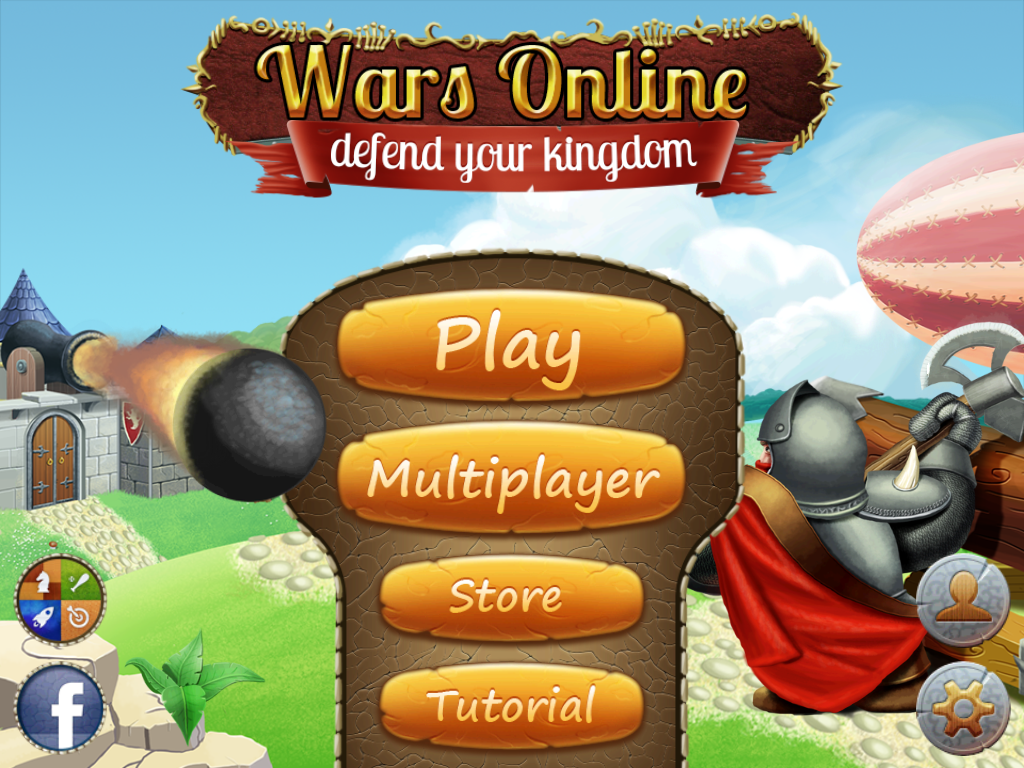 Wars Online
defend your kingdom
Play
Multiplayer
Store
Tutorial
f